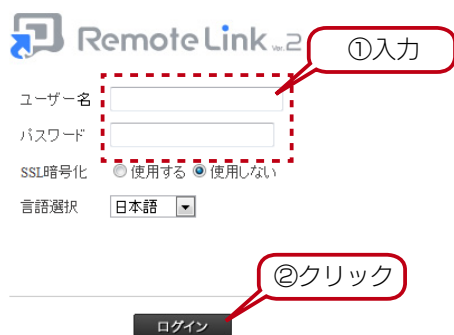 Remote Link Ver.2
①入力
ユーザー名
パスワード
SSL暗号化 使用する 使用しない
言語選択 日本語
②クリック
ログイン